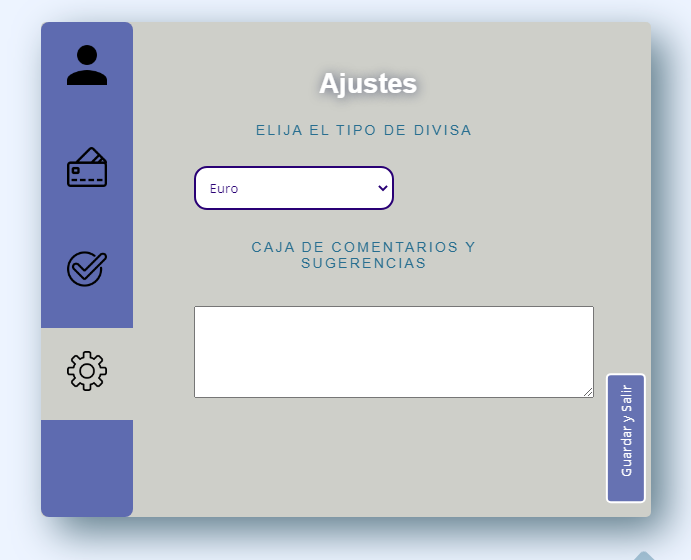 Ajustes
ELIJA EL TIPO DE DIVISA
Euro
CAJA DE COMENTARIOS Y
SUGERENCIAS
Guardar y Salir